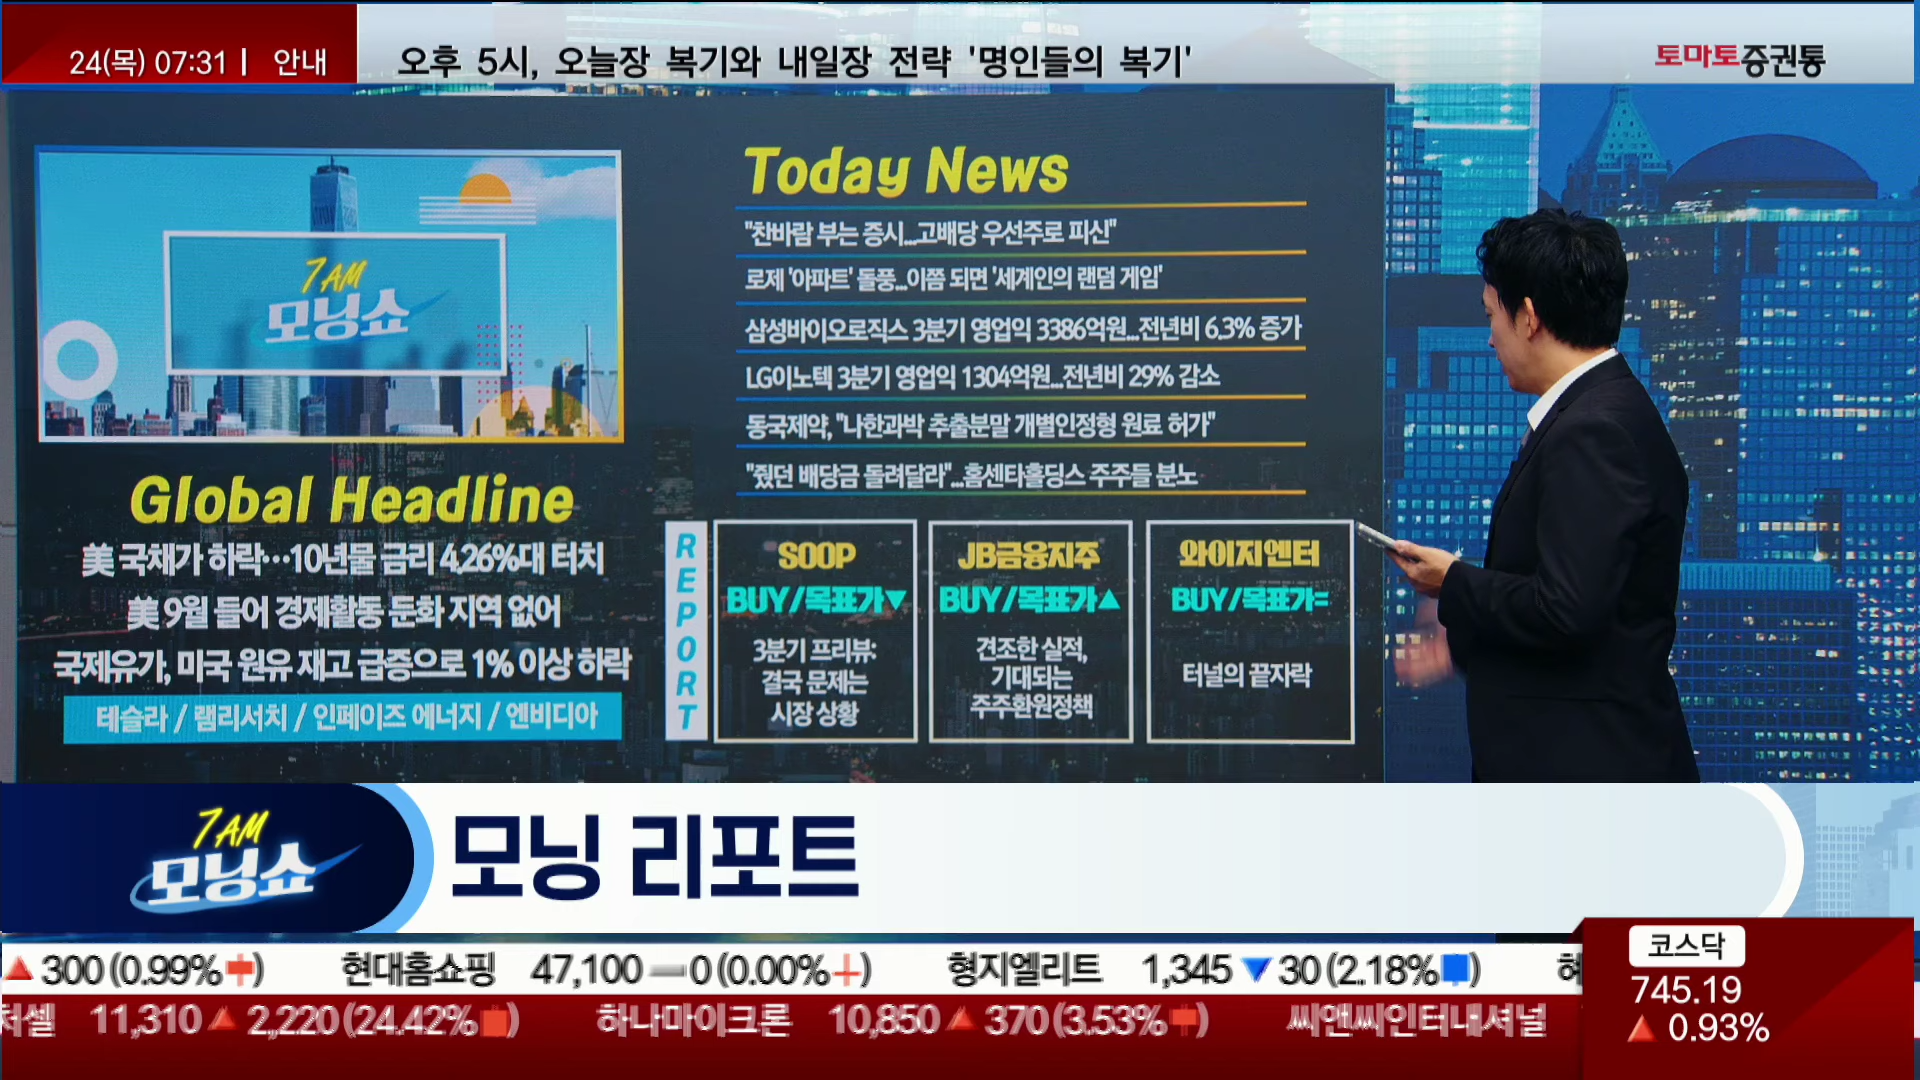 24(목) 07:31 | 안내
오후 5시, 오늘장 복기와 내일장 전략 '명인들의 복기'
토마토증권통
7 AM
모닝쇼
Global Headline
美 국채가 하락…10년물 금리 4.26%대 터치
美 9월 들어 경제활동 둔화 지역 없어
국제유가, 미국 원유 재고 급증으로 1% 이상 하락
테슬라 / 램리서치 / 인페이즈 에너지 / 엔비디아
Today News
"찬바람 부는 증시...고배당 우선주로 피신"
로제 '아파트' 돌풍...이쯤 되면 '세계인의 랜덤 게임'
삼성바이오로직스 3분기 영업익 3386억원...전년비 6.3% 증가
LG이노텍 3분기 영업익 1304억원...전년비 29% 감소
동국제약, "나한과박 추출분말 개별인정형 원료 허가"
"줬던 배당금 돌려달라"...홈센타홀딩스 주주들 분노
REPORT
SOOP
BUY/목표가▼
3분기 프리뷰:
결국 문제는
시장 상황
JB금융지주
BUY/목표가▲
견조한 실적,
기대되는
주주환원정책
와이지엔터
BUY/목표가=
터널의 끝자락
7 AM
모닝쇼
모닝 리포트
▲300(0.99%) 현대홈쇼핑 47,100 ―0(0.00%) 형지엘리트 1,345 ▼30(2.18%)
처셀 11,310 ▲2,220(24.42%) 하나마이크론 10,850 ▲370(3.53%) 씨앤씨인터내셔널
코스닥
745.19
▲ 0.93%